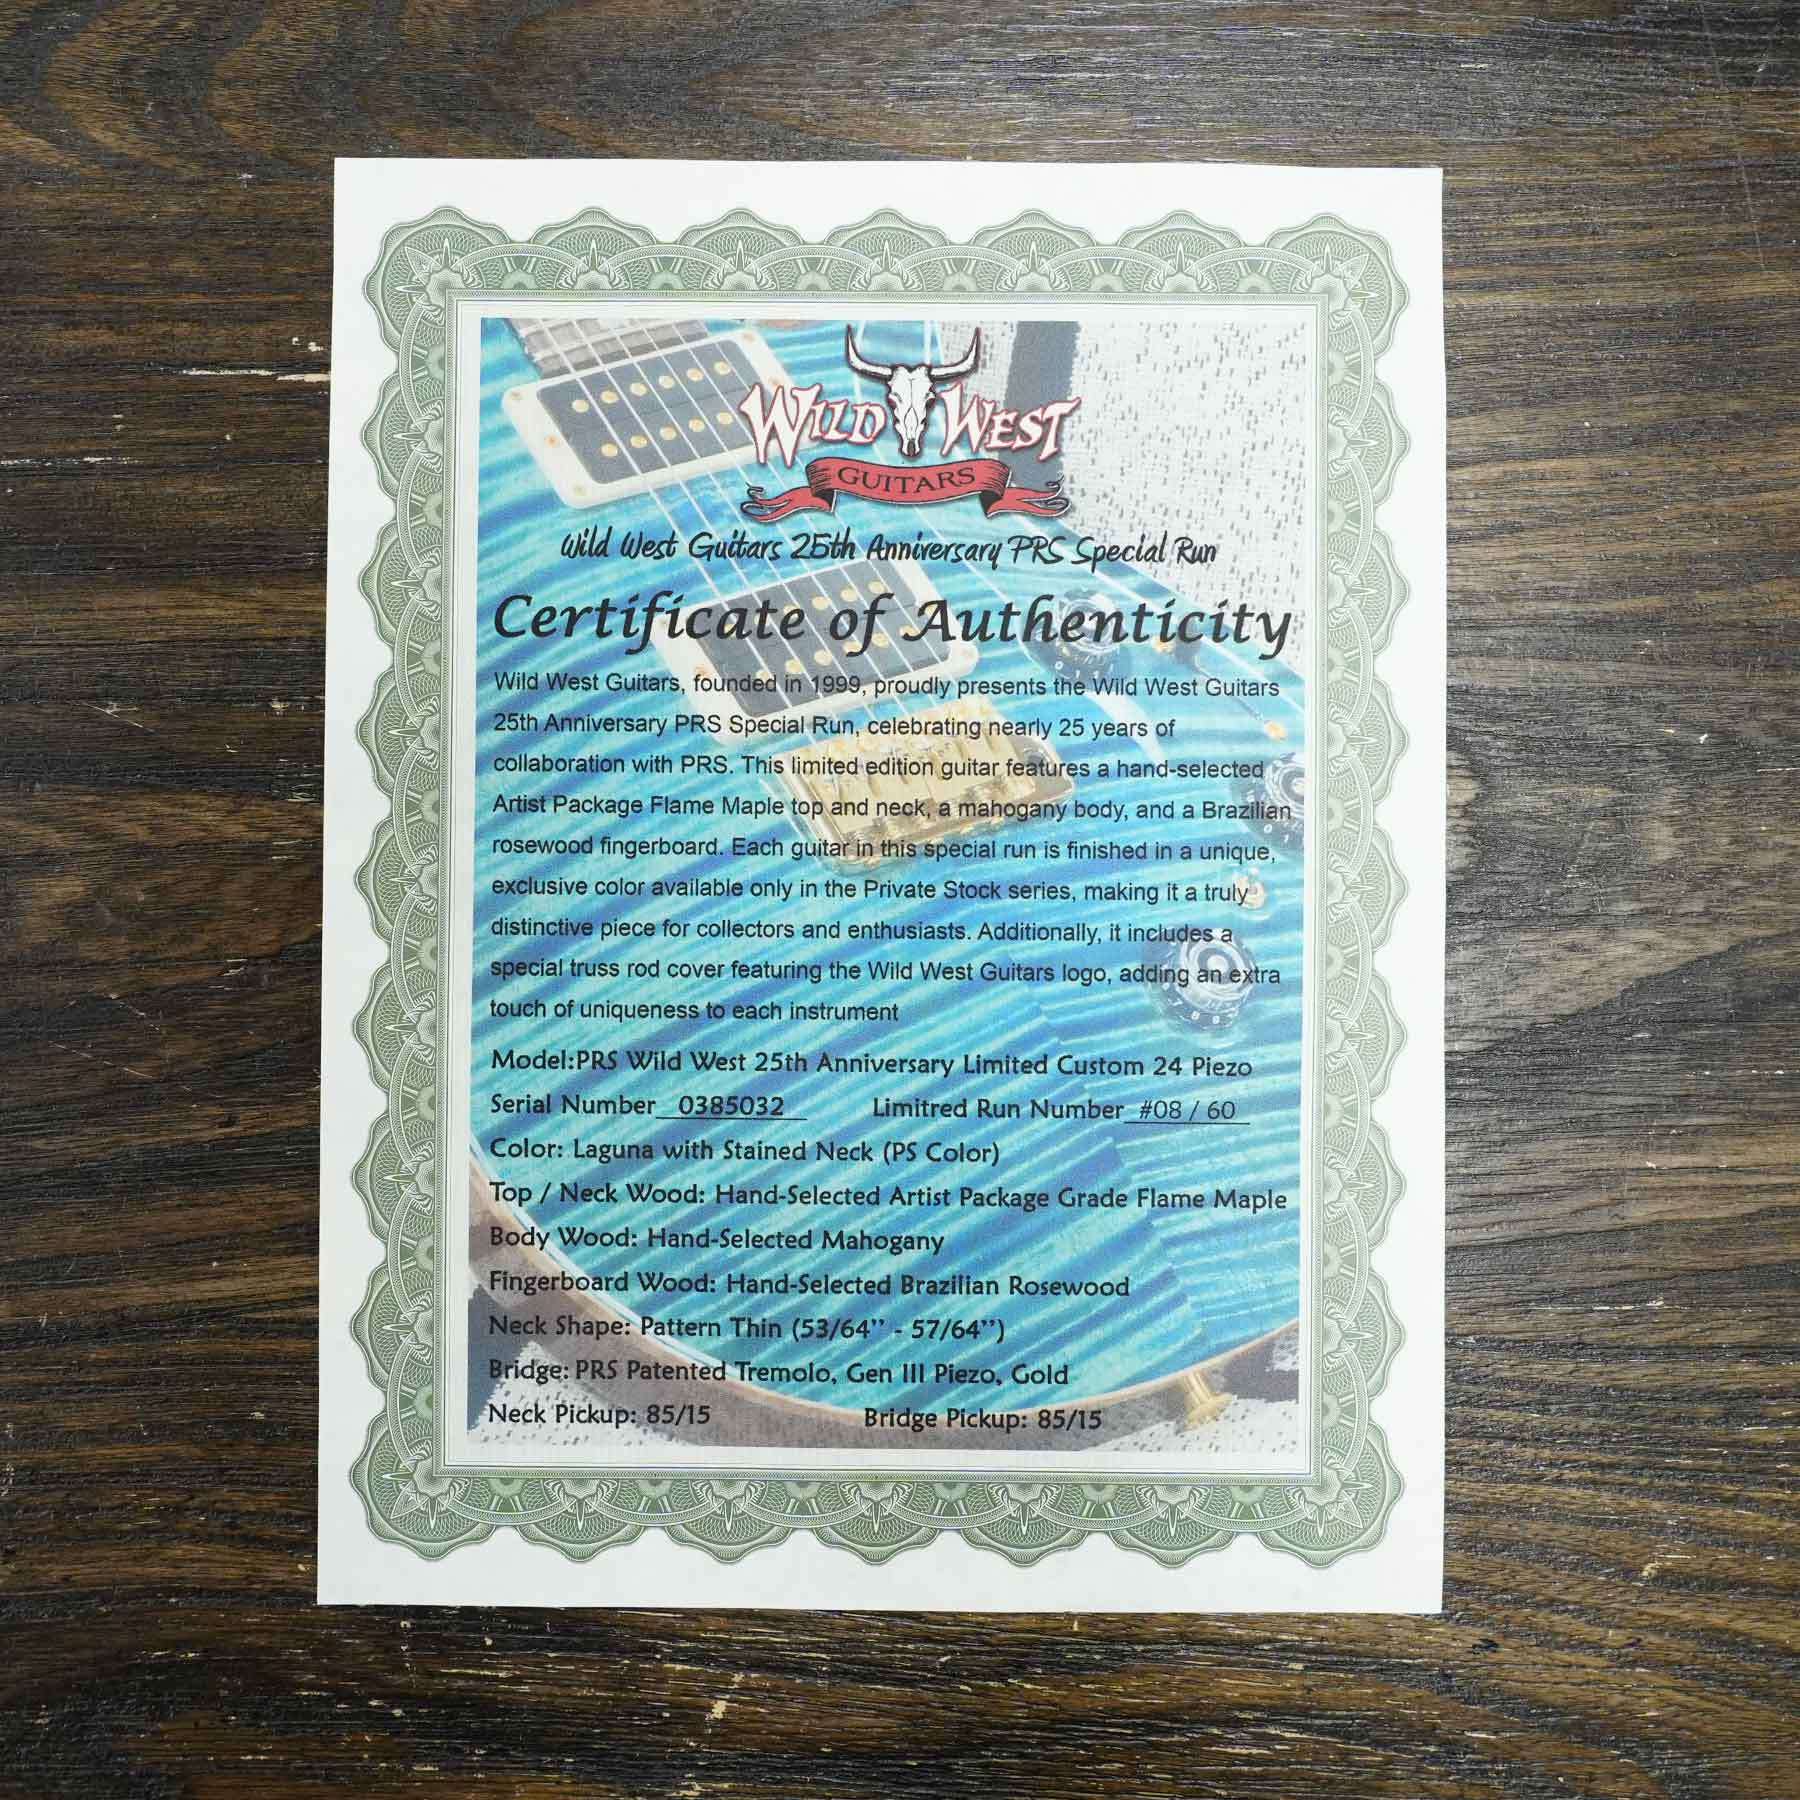 WILD WEST
GUITARS
Wild West Guitars 25th Anniversary PRS Special Run
Certificate of Authenticity
Wild West Guitars, founded in 1999, proudly presents the Wild West Guitars
25th Anniversary PRS Special Run, celebrating nearly 25 years of
collaboration with PRS. This limited edition guitar features a hand-selected
Artist Package Flame Maple top and neck, a mahogany body, and a Brazilian
rosewood fingerboard. Each guitar in this special run is finished in a unique,
exclusive color available only in the Private Stock series, making it a truly
distinctive piece for collectors and enthusiasts. Additionally, it includes a
special truss rod cover featuring the Wild West Guitars logo, adding an extra
touch of uniqueness to each instrument
Model:PRS Wild West 25th Anniversary Limited Custom 24 Piezo
Serial Number 0385032 Limitred Run Number #08 / 60
Color: Laguna with Stained Neck (PS Color)
Top / Neck Wood: Hand-Selected Artist Package Grade Flame Maple
Body Wood: Hand-Selected Mahogany
Fingerboard Wood: Hand-Selected Brazilian Rosewood
Neck Shape: Pattern Thin (53/64'' - 57/64'')
Bridge: PRS Patented Tremolo, Gen III Piezo, Gold
Neck Pickup: 85/15 Bridge Pickup: 85/15